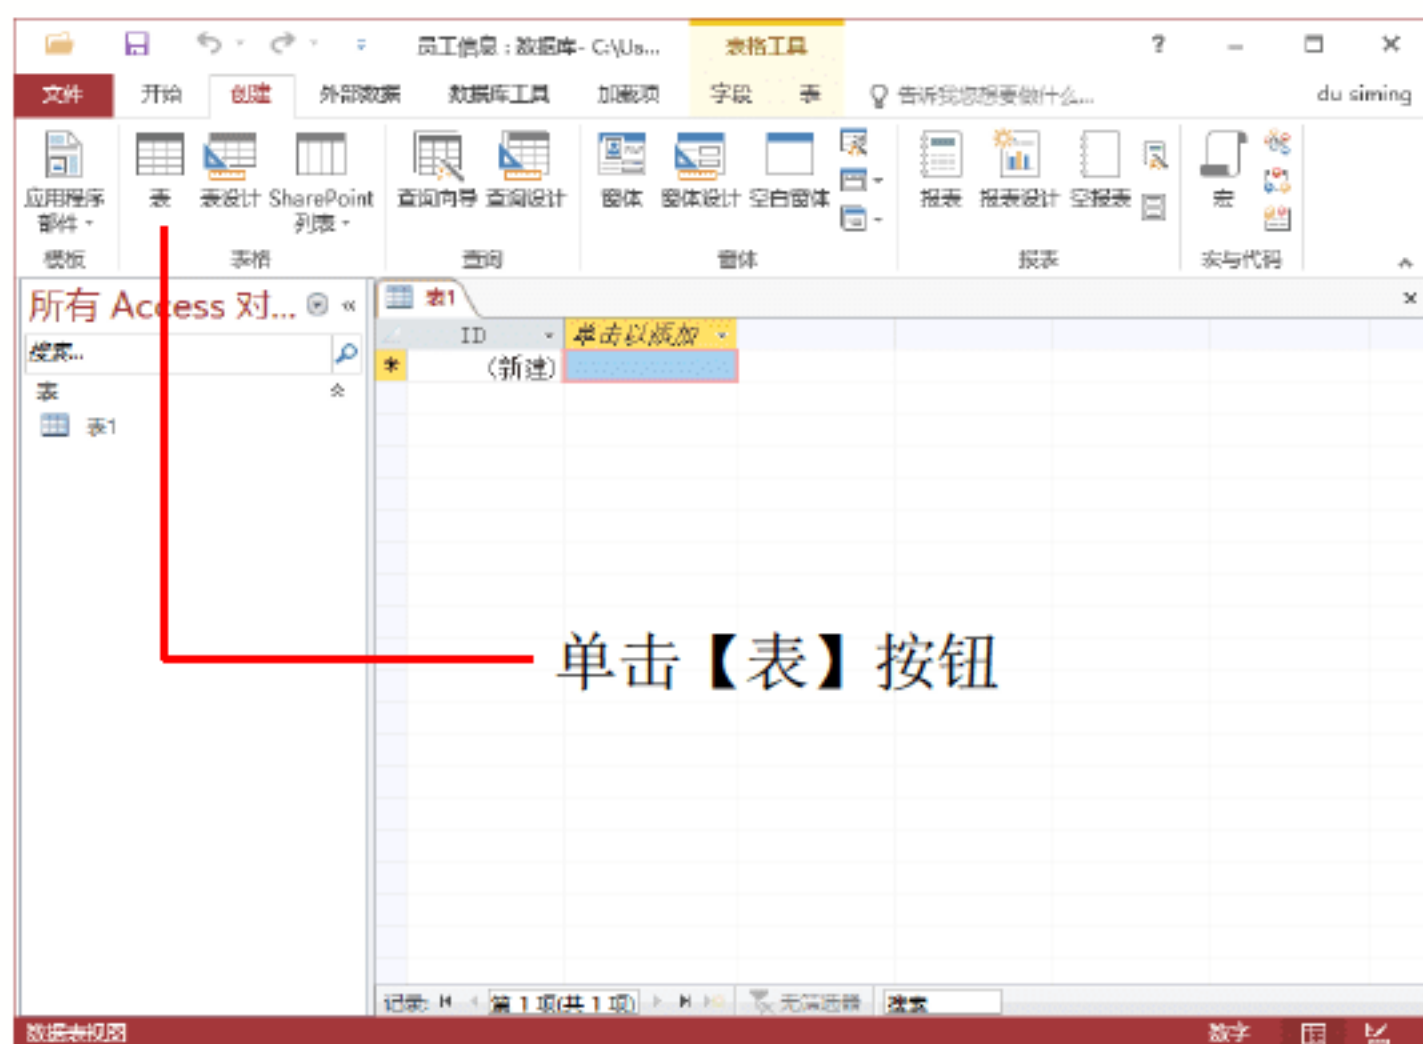 员工信息：数据库- C:\Us... 表格工具 ?
文件 开始 创建 外部数据 数据库工具 加载项 字段 表 告诉我您想要做什么... du siming
应用程序 表 表设计 SharePoint 查询向导 查询设计 窗体 窗体设计 空白窗体 报表 报表设计 空报表 宏
部件 列表
模板 表格 查询 窗体 报表 宏与代码
所有 Access 对... « 表1
ID 单击以添加
搜索...
* (新建)
表
表1
单击【表】按钮
记录: 第 1 项(共 1 项) 无筛选器 搜索
数据表视图 数字